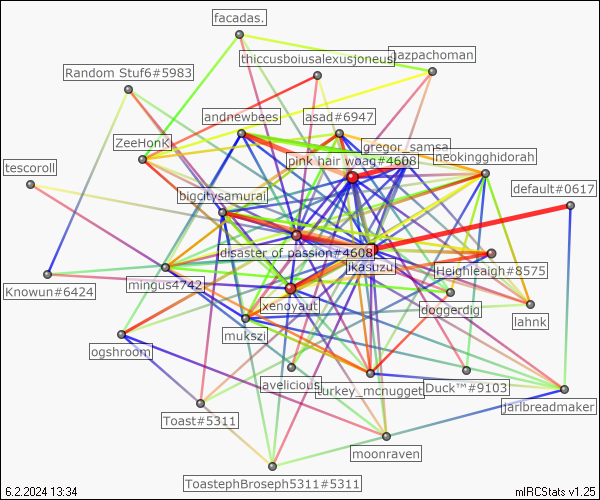 facadas.
thiccusboiusalexusjoneus
gazpachoman
Random Stuf6#5983
andnewbees
asad#6947
ZeeHonK
gregor_samsa
pink hair woag#4608
neokingghidorah
tescoroll
default#0617
bigcitysamurai
disaster of passion#4608
ikasuzu
Heighleaigh#8575
Knowun#6424
mingus4742
xenoyaut
doggerdig
lahnk
mukszi
ogshroom
avelicious
turkey_mcnugget
Duck™#9103
jaribreadmaker
Toast#5311
moonraven
ToastephBroseph5311#5311
6.2.2024 13:34
mIRCStats v1.25